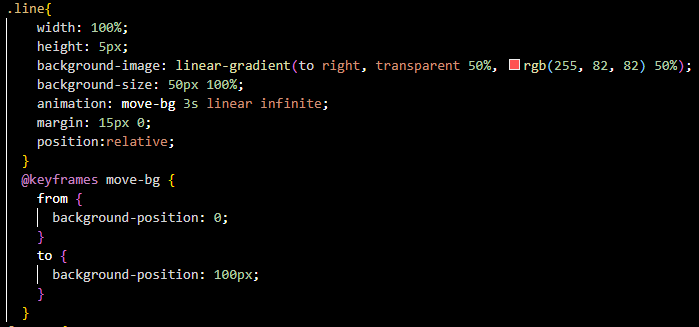 .line{
width: 100%;
height: 5px;
background-image: linear-gradient(to right, transparent 50%, rgb(255, 82, 82) 50%);
background-size: 50px 100%;
animation: move-bg 3s linear infinite;
margin: 15px 0;
position:relative;
}
@keyframes move-bg {
from {
background-position: 0;
}
to {
background-position: 100px;
}
}